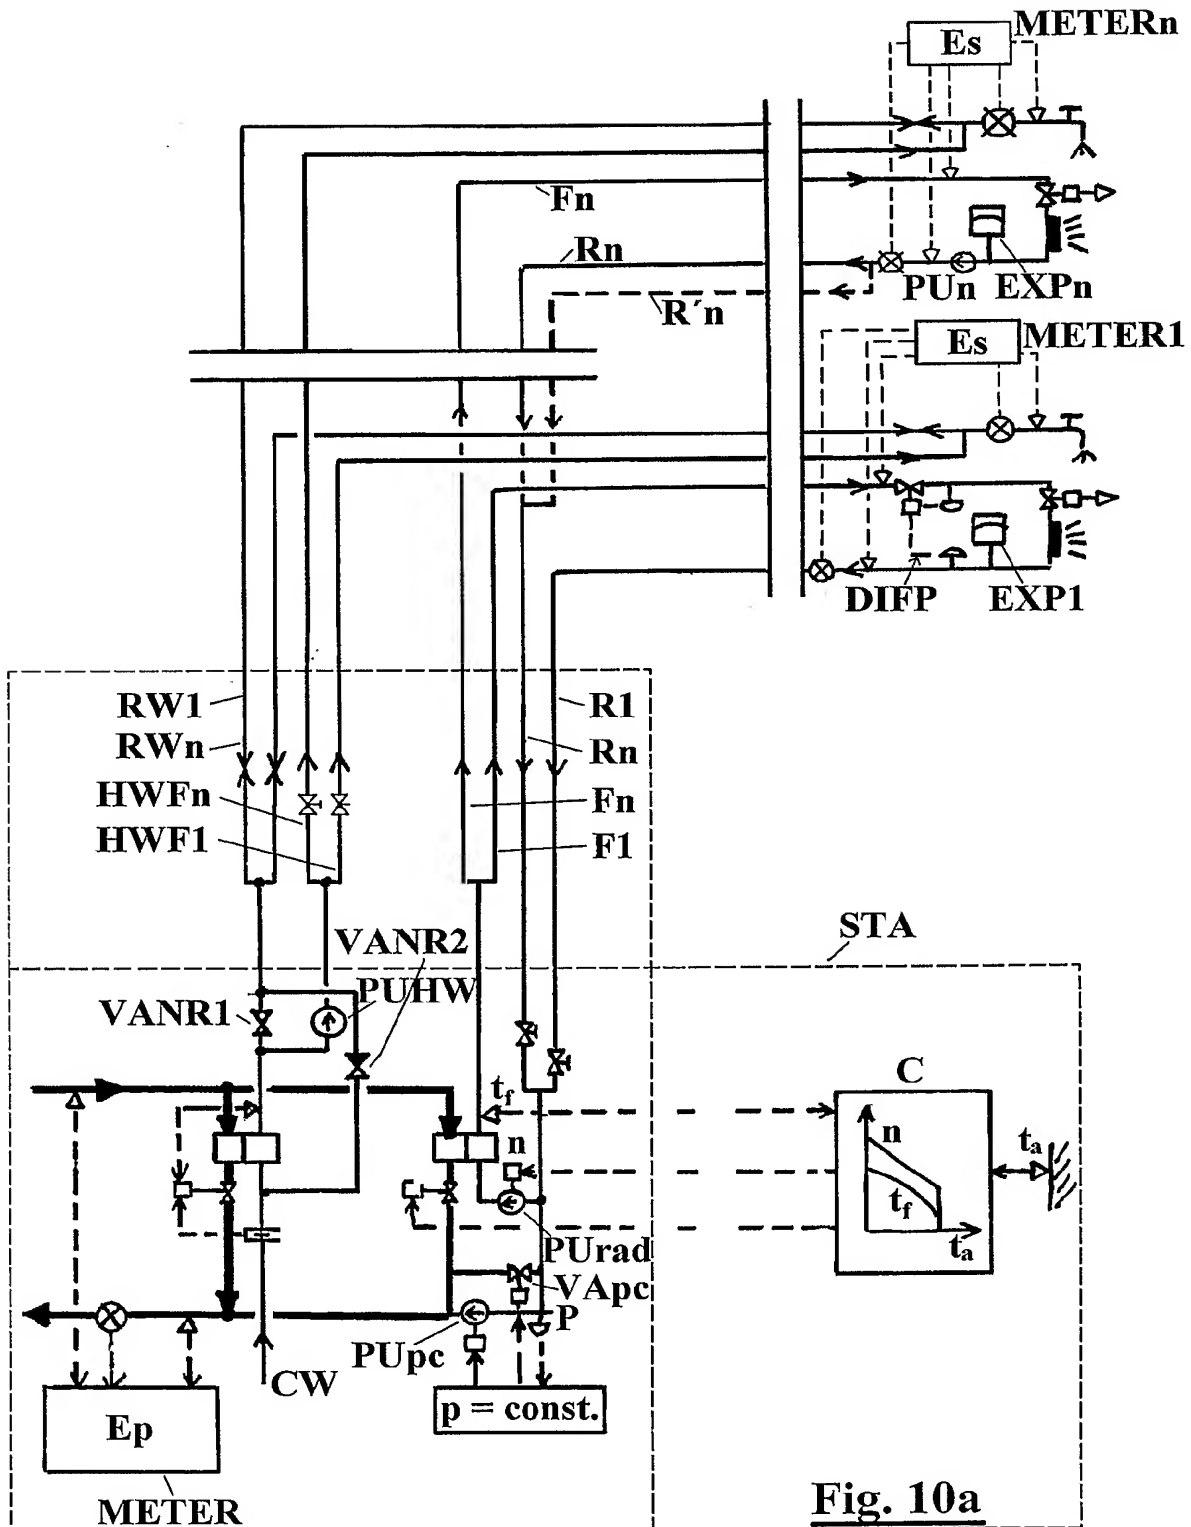 METERn
Es
Fn
Rn
PUn EXPn
R´n
METER1
Es
DIFP EXP1
RW1
R1
RWn
Rn
HWFn
Fn
HWF1
F1
STA
VANR2
PUHW
VANR1
C
tf
n
n
ta
tf
ta
PUrad
VApc
P
PUpc
CW
p = const.
Ep
METER
Fig. 10a